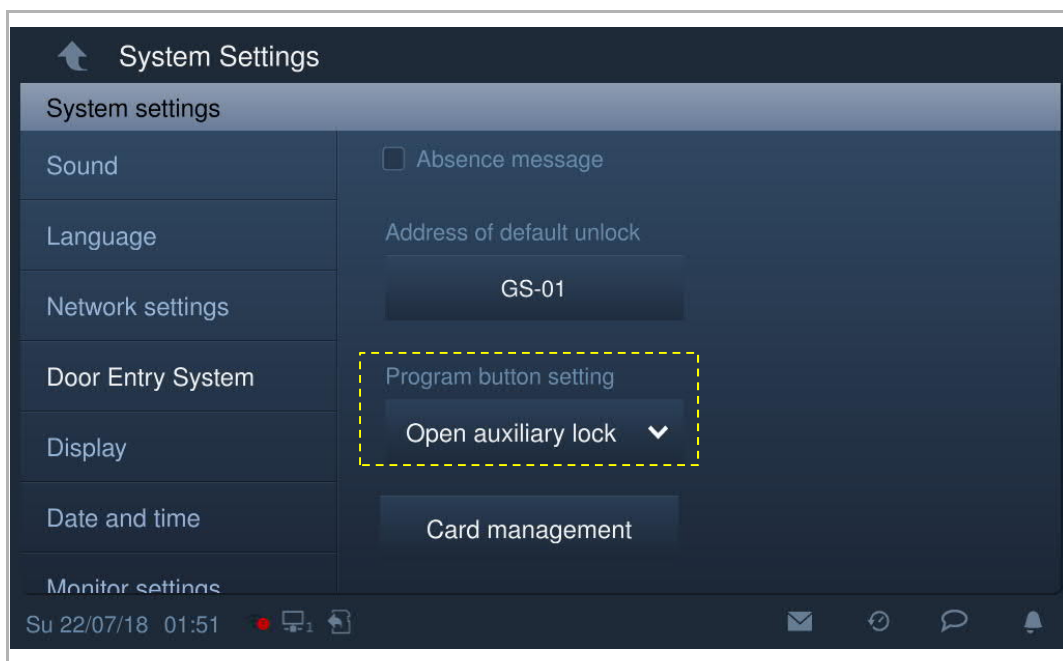 System Settings
System settings
Sound
Language
Network settings
Door Entry System
Display
Date and time
Monitor settings
Absence message
Address of default unlock
GS-01
Program button setting
Open auxiliary lock
Card management
Su 22/07/18 01:51
1